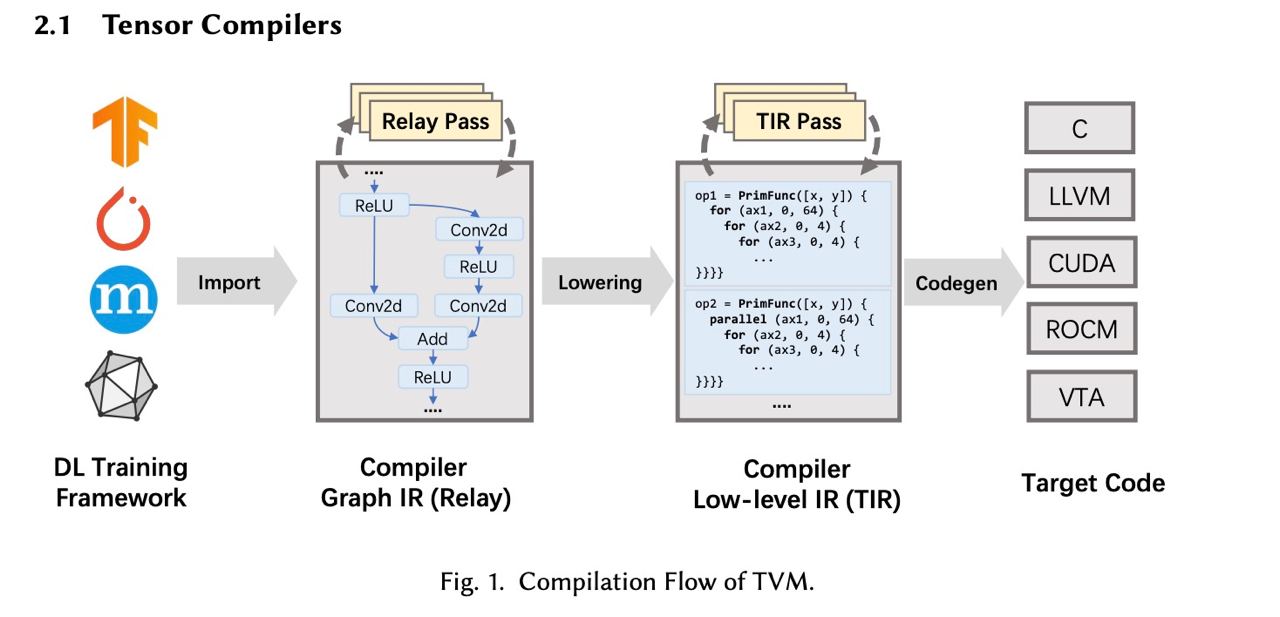 2.1 Tensor Compilers
Relay Pass
TIR Pass
m
Import
....
ReLU
Conv2d
ReLU
Conv2d
Conv2d
Add
ReLU
....
Lowering
op1 = PrimFunc([x, y]) {
for (ax1, 0, 64) {
for (ax2, 0, 4) {
for (ax3, 0, 4) {
...
}}}}
op2 = PrimFunc([x, y]) {
parallel (ax1, 0, 64) {
for (ax2, 0, 4) {
for (ax3, 0, 4) {
...
}}}}
....
Codegen
C
LLVM
CUDA
ROCM
VTA
DL Training
Framework
Compiler
Graph IR (Relay)
Compiler
Low-level IR (TIR)
Target Code
Fig. 1. Compilation Flow of TVM.